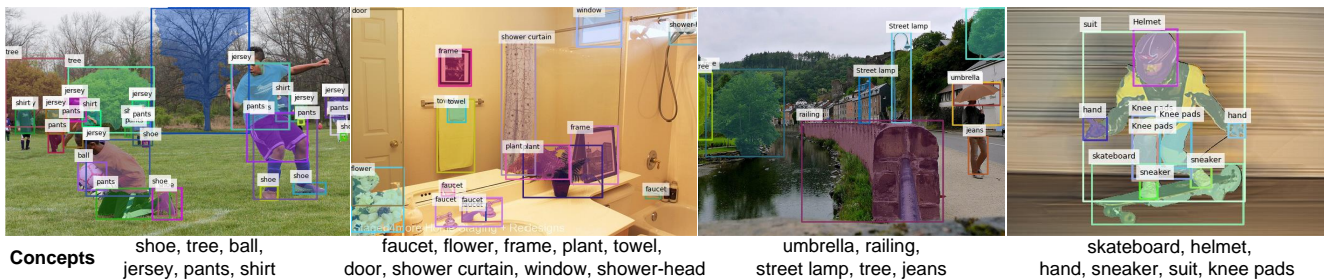 tree
tree
jersey
shirt
jersey
pants
jersey
shirt
jersey
pants
jersey
shirt
pants
jersey
pants
shoe
jersey
ball
pants
shoe
shoe
shoe
door
frame
shower curtain
window
towel
frame
plant
plant
flower
faucet
faucet
faucet
faucet
Street lamp
Street lamp
tree
umbrella
railing
jeans
suit
Helmet
hand
Knee pads
Knee pads
Knee pads
hand
skateboard
sneaker
sneaker
Concepts
shoe, tree, ball,
jersey, pants, shirt
faucet, flower, frame, plant, towel,
door, shower curtain, window, shower-head
umbrella, railing,
street lamp, tree, jeans
skateboard, helmet,
hand, sneaker, suit, knee pads